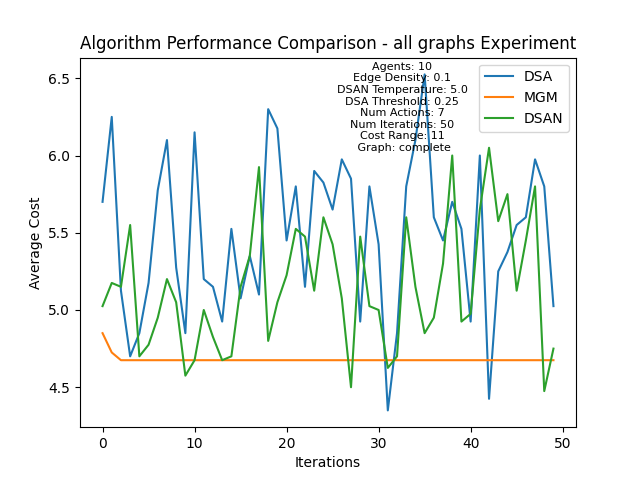 Algorithm Performance Comparison - all graphs Experiment
Agents: 10
Edge Density: 0.1
DSAN Temperature: 5.0
DSA Threshold: 0.25
Num Actions: 7
Num Iterations: 50
Cost Range: 11
Graph: complete
DSA
MGM
DSAN
Average Cost
6.5
6.0
5.5
5.0
4.5
0
10
20
30
40
50
Iterations